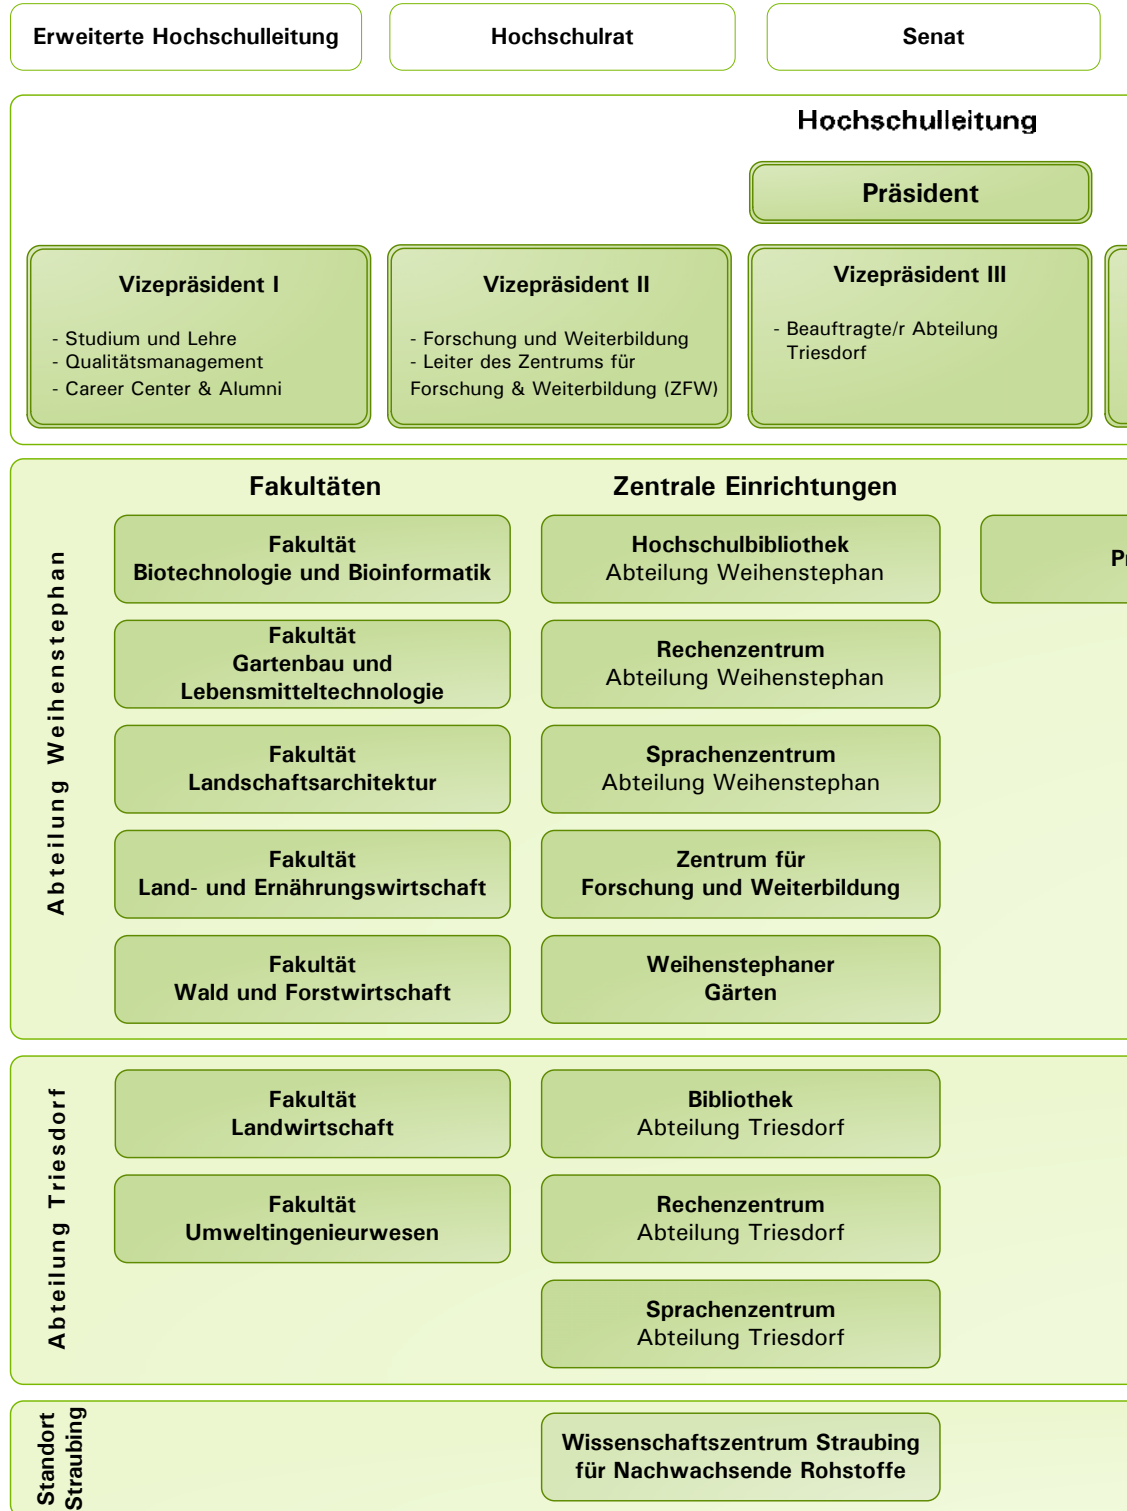 Erweiterte Hochschulleitung
Hochschulrat
Senat
Hochschulleitung
Präsident
Vizepräsident I
- Studium und Lehre
- Qualitätsmanagement
- Career Center & Alumni
Vizepräsident II
- Forschung und Weiterbildung
- Leiter des Zentrums für
Forschung & Weiterbildung (ZFW)
Vizepräsident III
- Beauftragte/r Abteilung
Triesdorf
Abteilung Weihenstephan
Fakultäten
Fakultät
Biotechnologie und Bioinformatik
Fakultät
Gartenbau und
Lebensmitteltechnologie
Fakultät
Landschaftsarchitektur
Fakultät
Land- und Ernährungswirtschaft
Fakultät
Wald und Forstwirtschaft
Zentrale Einrichtungen
Hochschulbibliothek
Abteilung Weihenstephan
Rechenzentrum
Abteilung Weihenstephan
Sprachenzentrum
Abteilung Weihenstephan
Zentrum für
Forschung und Weiterbildung
Weihenstephaner
Gärten
Abteilung Triesdorf
Fakultät
Landwirtschaft
Fakultät
Umweltingenieurwesen
Bibliothek
Abteilung Triesdorf
Rechenzentrum
Abteilung Triesdorf
Sprachenzentrum
Abteilung Triesdorf
Standort
Straubing
Wissenschaftszentrum Straubing
für Nachwachsende Rohstoffe